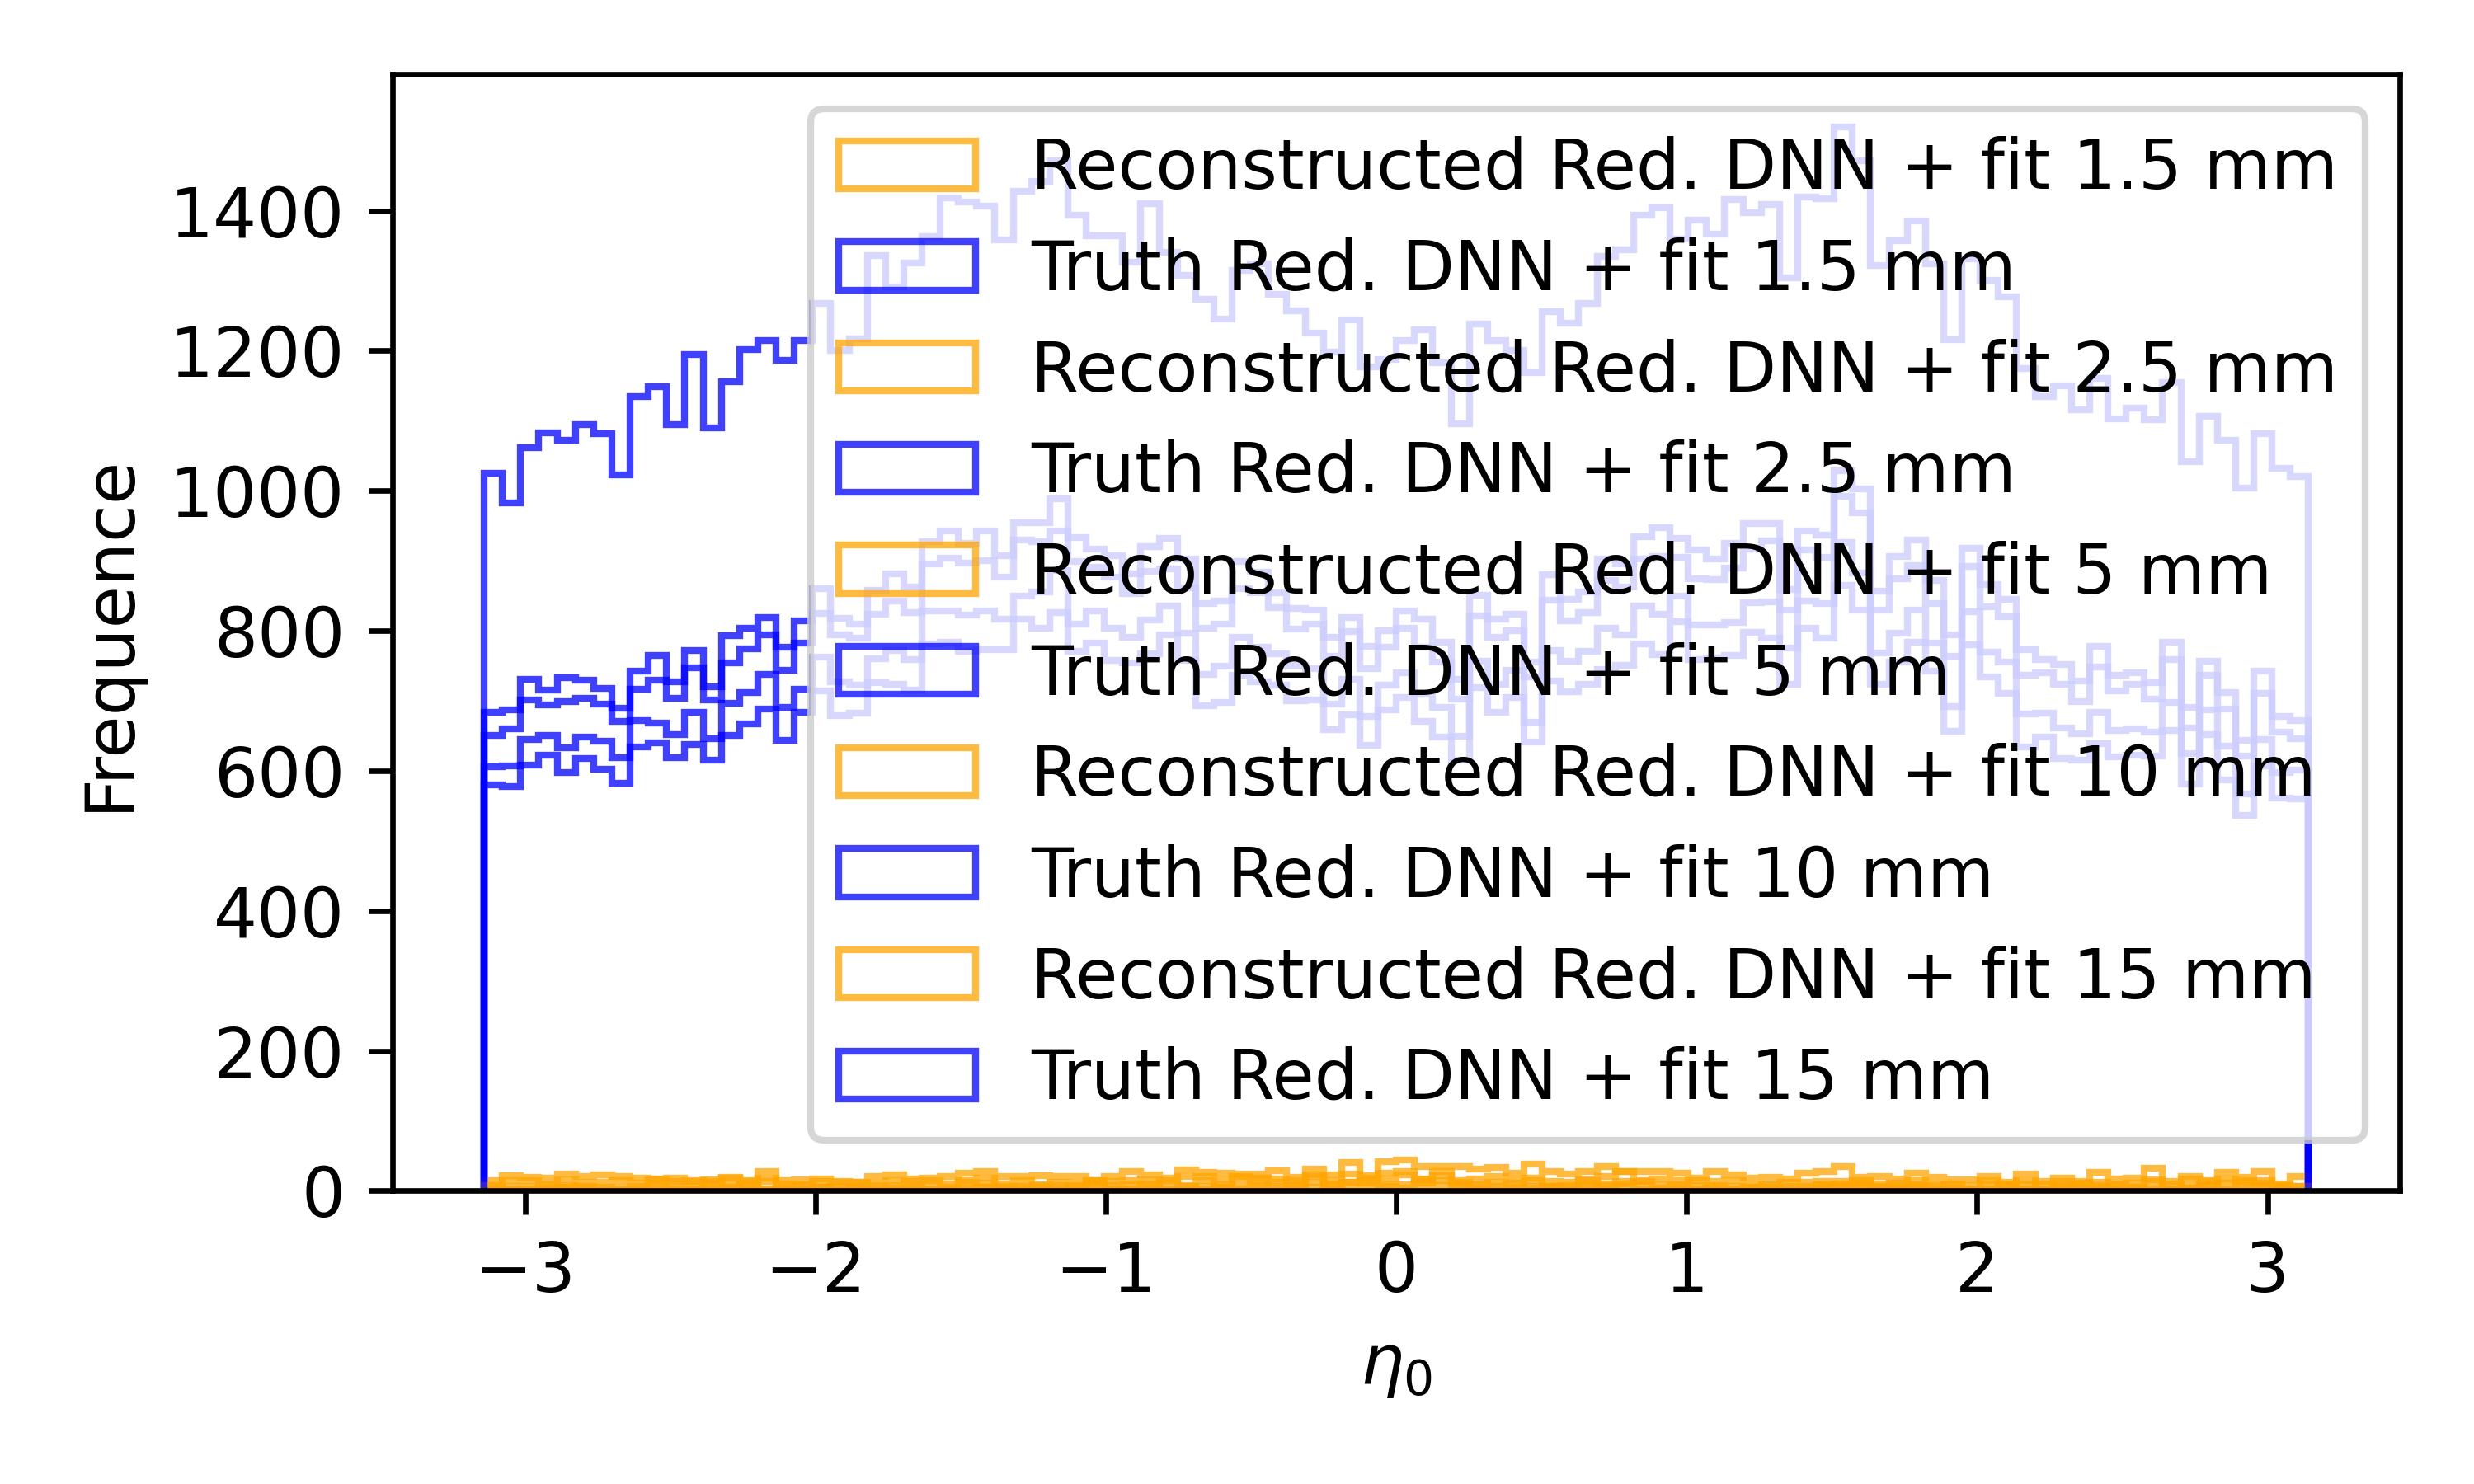 Reconstructed Red. DNN + fit 1.5 mm
Truth Red. DNN + fit 1.5 mm
Reconstructed Red. DNN + fit 2.5 mm
Truth Red. DNN + fit 2.5 mm
Reconstructed Red. DNN + fit 5 mm
Truth Red. DNN + fit 5 mm
Reconstructed Red. DNN + fit 10 mm
Truth Red. DNN + fit 10 mm
Reconstructed Red. DNN + fit 15 mm
Truth Red. DNN + fit 15 mm
Frequence
1400
1200
1000
800
600
400
200
0
−3 −2 −1 0 1 2 3
η₀